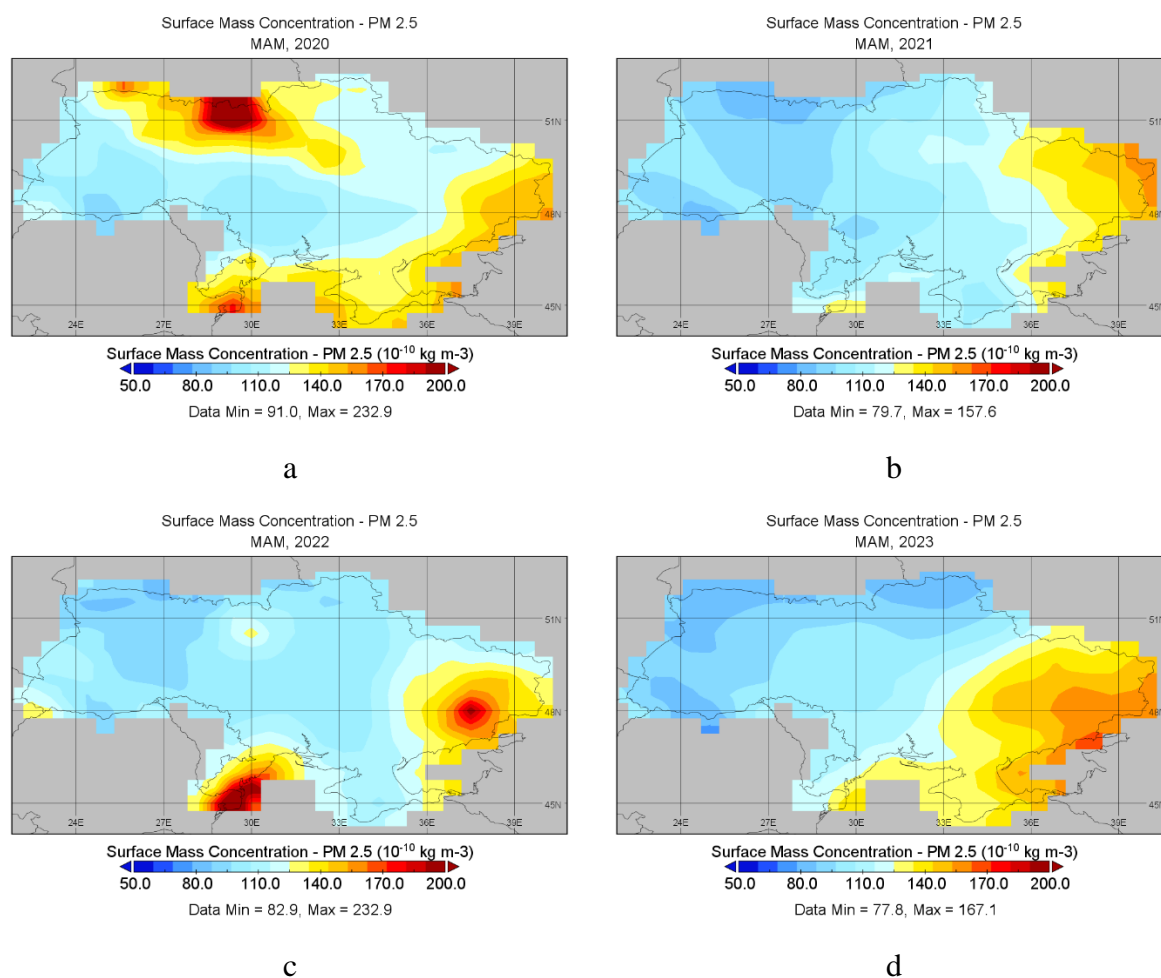 Surface Mass Concentration - PM 2.5
MAM, 2020
51N
48N
45N
24E 27E 30E 33E 36E 39E
Surface Mass Concentration - PM 2.5 (10⁻¹⁰ kg m-3)
50.0 80.0 110.0 140.0 170.0 200.0
Data Min = 91.0, Max = 232.9
a
Surface Mass Concentration - PM 2.5
MAM, 2021
51N
48N
45N
24E 27E 30E 33E 36E 39E
Surface Mass Concentration - PM 2.5 (10⁻¹⁰ kg m-3)
50.0 80.0 110.0 140.0 170.0 200.0
Data Min = 79.7, Max = 157.6
b
Surface Mass Concentration - PM 2.5
MAM, 2022
51N
48N
45N
24E 27E 30E 33E 36E 39E
Surface Mass Concentration - PM 2.5 (10⁻¹⁰ kg m-3)
50.0 80.0 110.0 140.0 170.0 200.0
Data Min = 82.9, Max = 232.9
c
Surface Mass Concentration - PM 2.5
MAM, 2023
51N
48N
45N
24E 27E 30E 33E 36E 39E
Surface Mass Concentration - PM 2.5 (10⁻¹⁰ kg m-3)
50.0 80.0 110.0 140.0 170.0 200.0
Data Min = 77.8, Max = 167.1
d